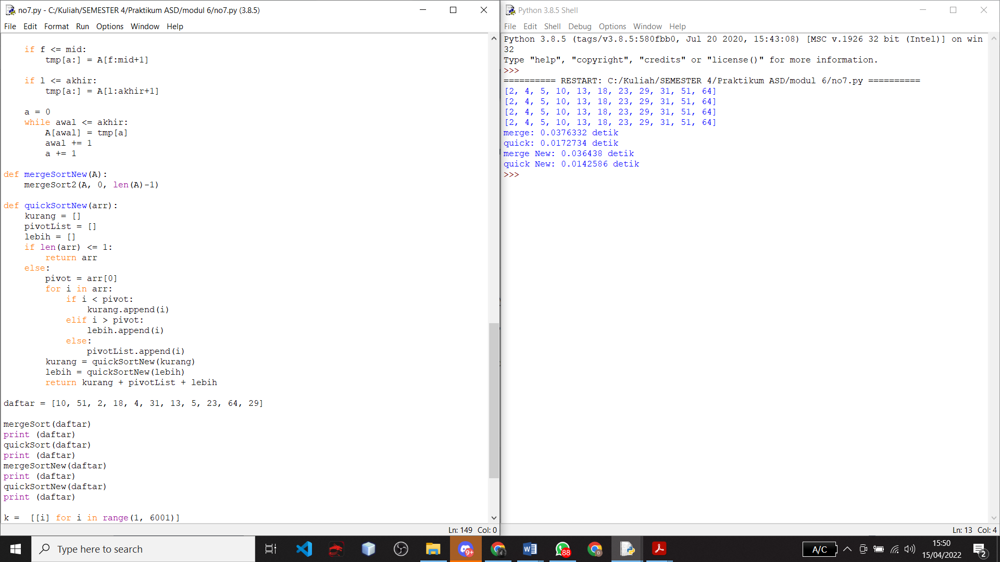 no7.py - C:/Kuliah/SEMESTER 4/Praktikum ASD/modul 6/no7.py (3.8.5)
File Edit Format Run Options Window Help
    if f <= mid:
        tmp[a:] = A[f:mid+1]
    if l <= akhir:
        tmp[a:] = A[l:akhir+1]
    a = 0
    while awal <= akhir:
        A[awal] = tmp[a]
        awal += 1
        a += 1
def mergeSortNew(A):
    mergeSort2(A, 0, len(A)-1)
def quickSortNew(arr):
    kurang = []
    pivotList = []
    lebih = []
    if len(arr) <= 1:
        return arr
    else:
        pivot = arr[0]
        for i in arr:
            if i < pivot:
                kurang.append(i)
            elif i > pivot:
                lebih.append(i)
            else:
                pivotList.append(i)
        kurang = quickSortNew(kurang)
        lebih = quickSortNew(lebih)
        return kurang + pivotList + lebih
daftar = [10, 51, 2, 18, 4, 31, 13, 5, 23, 64, 29]
mergeSort(daftar)
print (daftar)
quickSort(daftar)
print (daftar)
mergeSortNew(daftar)
print (daftar)
quickSortNew(daftar)
print (daftar)
k =  [[i] for i in range(1, 6001)]
Ln: 149 Col: 0
Python 3.8.5 Shell
File Edit Shell Debug Options Window Help
Python 3.8.5 (tags/v3.8.5:580fbb0, Jul 20 2020, 15:43:08) [MSC v.1926 32 bit (Intel)] on win
32
Type "help", "copyright", "credits" or "license()" for more information.
>>>
========== RESTART: C:/Kuliah/SEMESTER 4/Praktikum ASD/modul 6/no7.py ==========
[2, 4, 5, 10, 13, 18, 23, 29, 31, 51, 64]
[2, 4, 5, 10, 13, 18, 23, 29, 31, 51, 64]
[2, 4, 5, 10, 13, 18, 23, 29, 31, 51, 64]
[2, 4, 5, 10, 13, 18, 23, 29, 31, 51, 64]
merge: 0.0376332 detik
quick: 0.0172734 detik
merge New: 0.036438 detik
quick New: 0.0142586 detik
>>>
Ln: 13 Col: 4
Type here to search
9+
88
D
A/C
15:50
15/04/2022
2